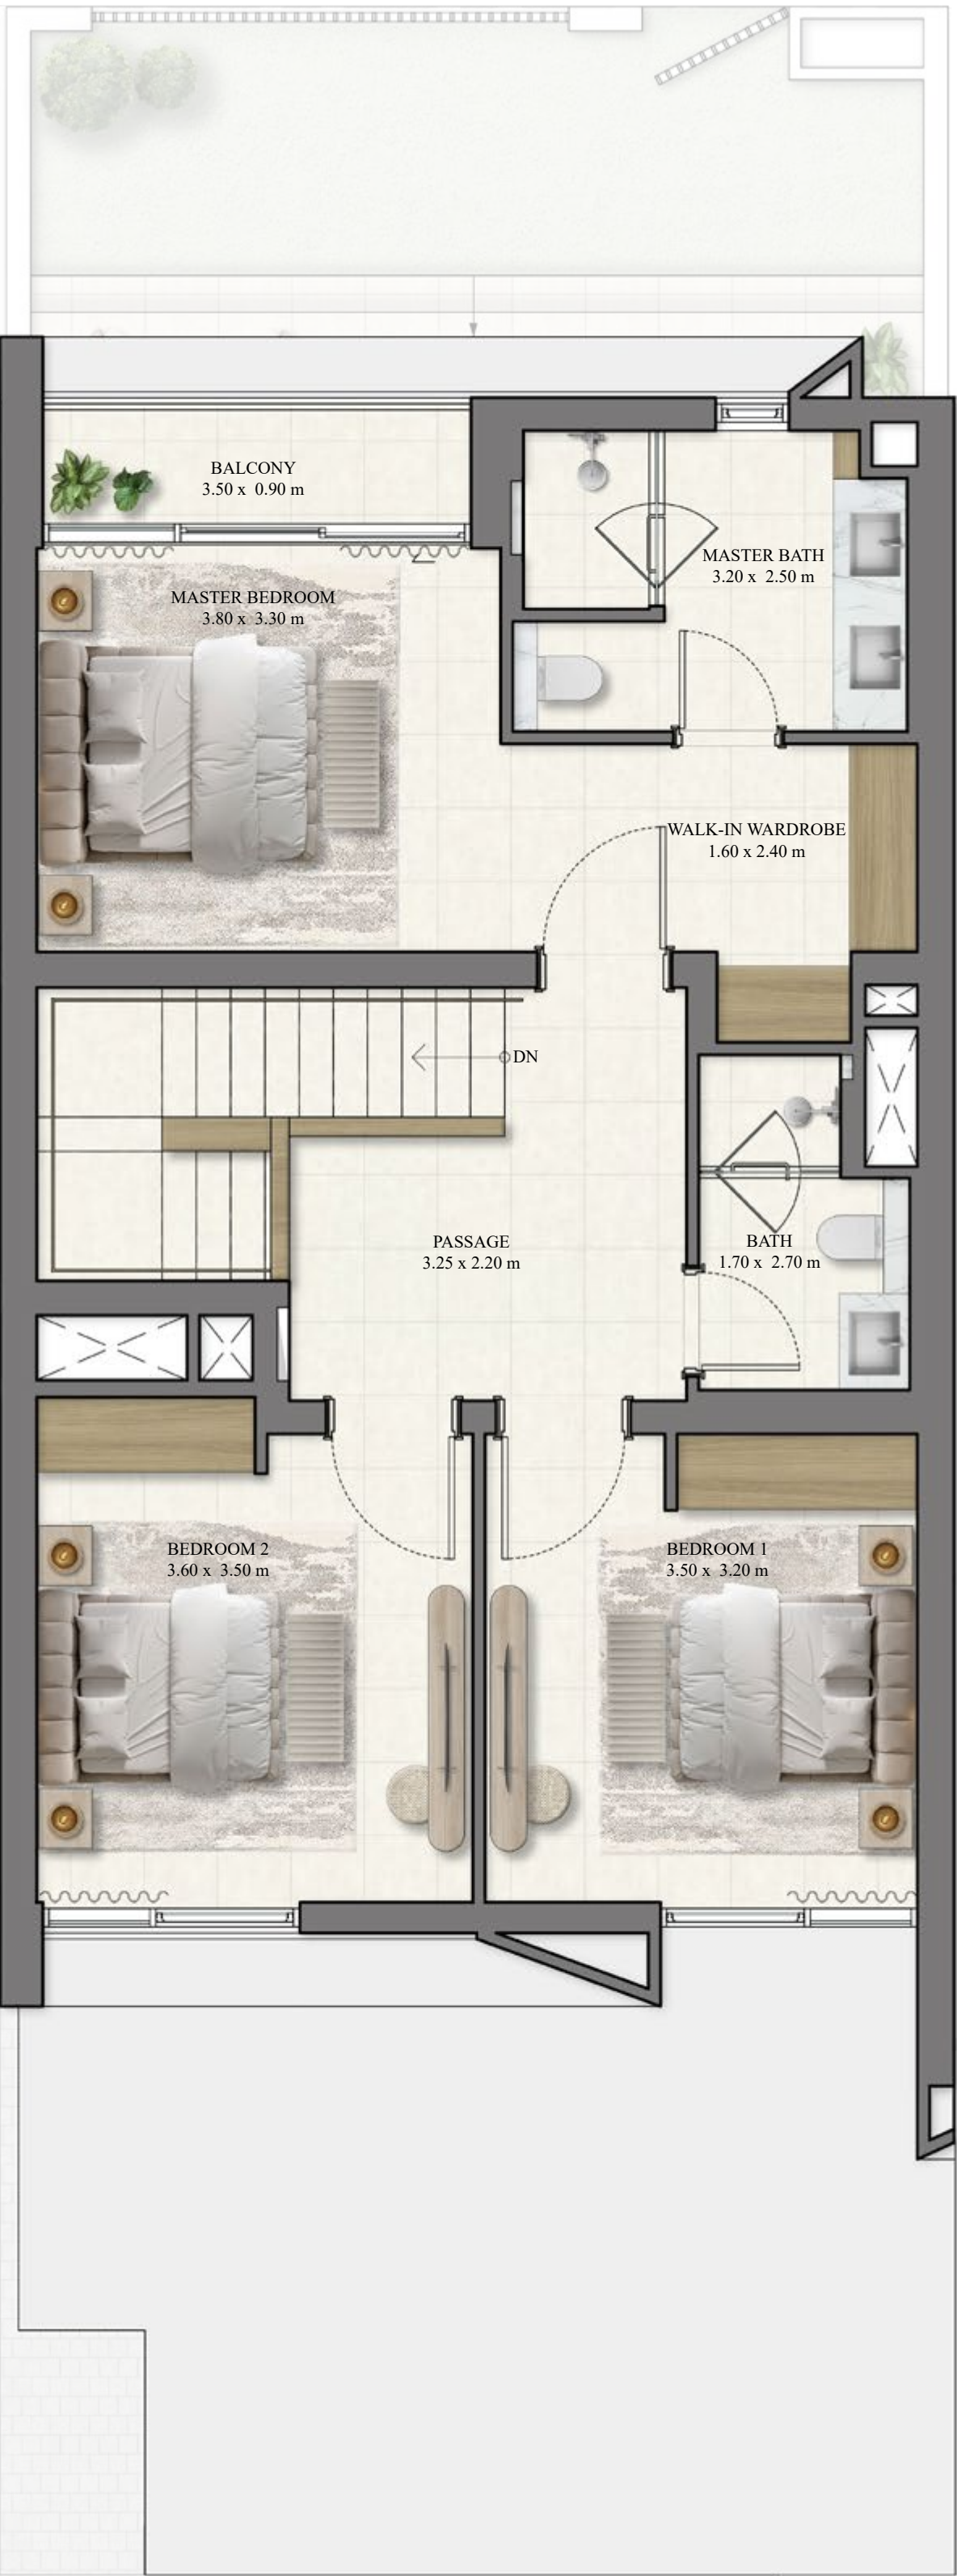 BALCONY
3.50 x 0.90 m
MASTER BATH
3.20 x 2.50 m
MASTER BEDROOM
3.80 x 3.30 m
WALK-IN WARDROBE
1.60 x 2.40 m
DN
PASSAGE
3.25 x 2.20 m
BATH
1.70 x 2.70 m
BEDROOM 2
3.60 x 3.50 m
BEDROOM 1
3.50 x 3.20 m